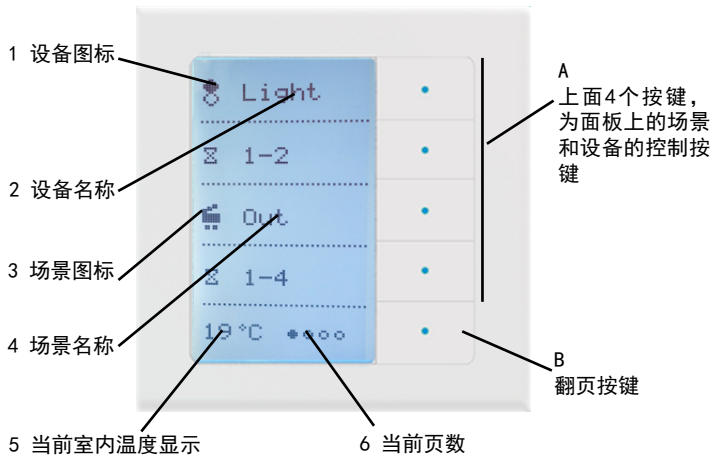 1 设备图标
Light
A
上面4个按键，
为面板上的场景
和设备的控制按
键
1-2
2 设备名称
Out
3 场景图标
1-4
4 场景名称
19°C
B
翻页按键
5 当前室内温度显示
6 当前页数